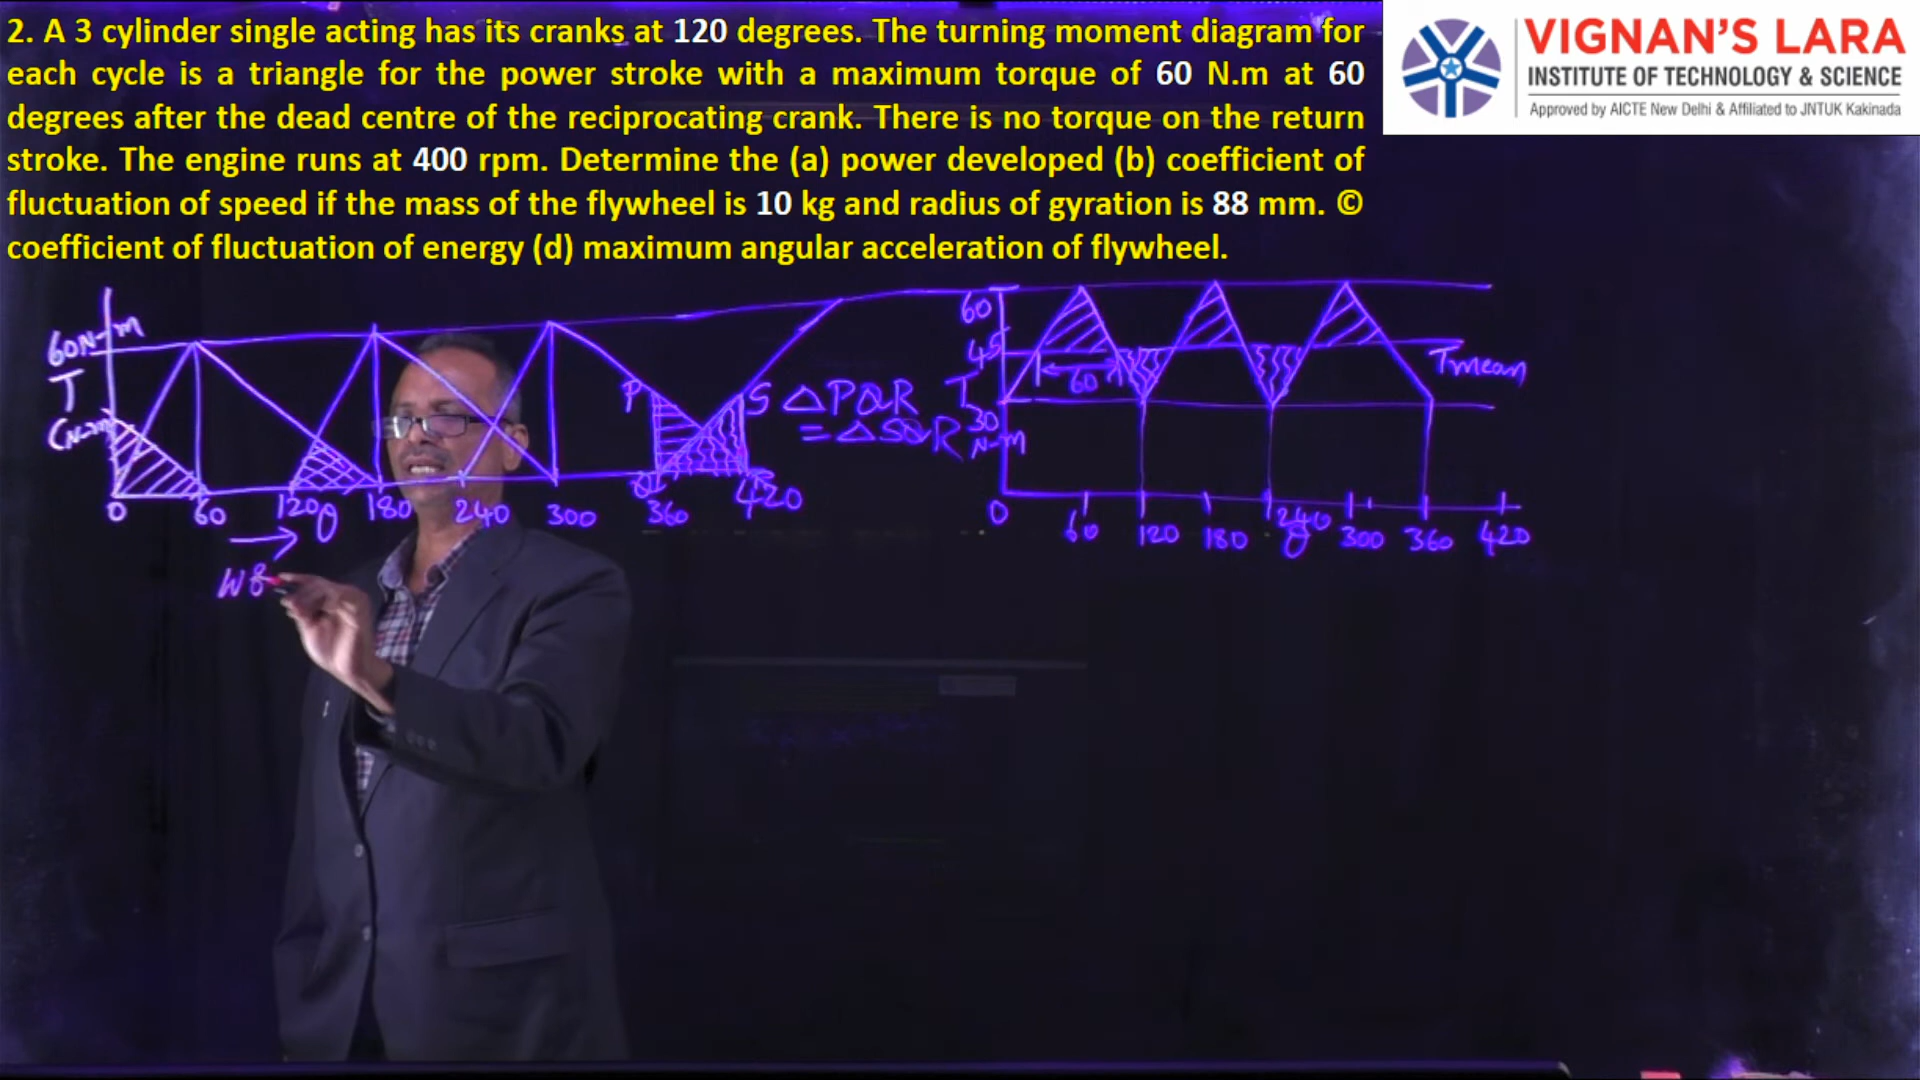 2. A 3 cylinder single acting has its cranks at 120 degrees. The turning moment diagram for
each cycle is a triangle for the power stroke with a maximum torque of 60 N.m at 60
degrees after the dead centre of the reciprocating crank. There is no torque on the return
stroke. The engine runs at 400 rpm. Determine the (a) power developed (b) coefficient of
fluctuation of speed if the mass of the flywheel is 10 kg and radius of gyration is 88 mm. ©
coefficient of fluctuation of energy (d) maximum angular acceleration of flywheel.
VIGNAN'S LARA
INSTITUTE OF TECHNOLOGY & SCIENCE
Approved by AICTE New Delhi & Affiliated to JNTUK Kakinada
60N-m
T
(N-m)
0 60 120 θ 180 240 300 360 420
P
S
Q
R
△PQR
= △SQR
60
45
T
30
N-m
60
Tmean
0 60 120 180 240 300 360 420
θ